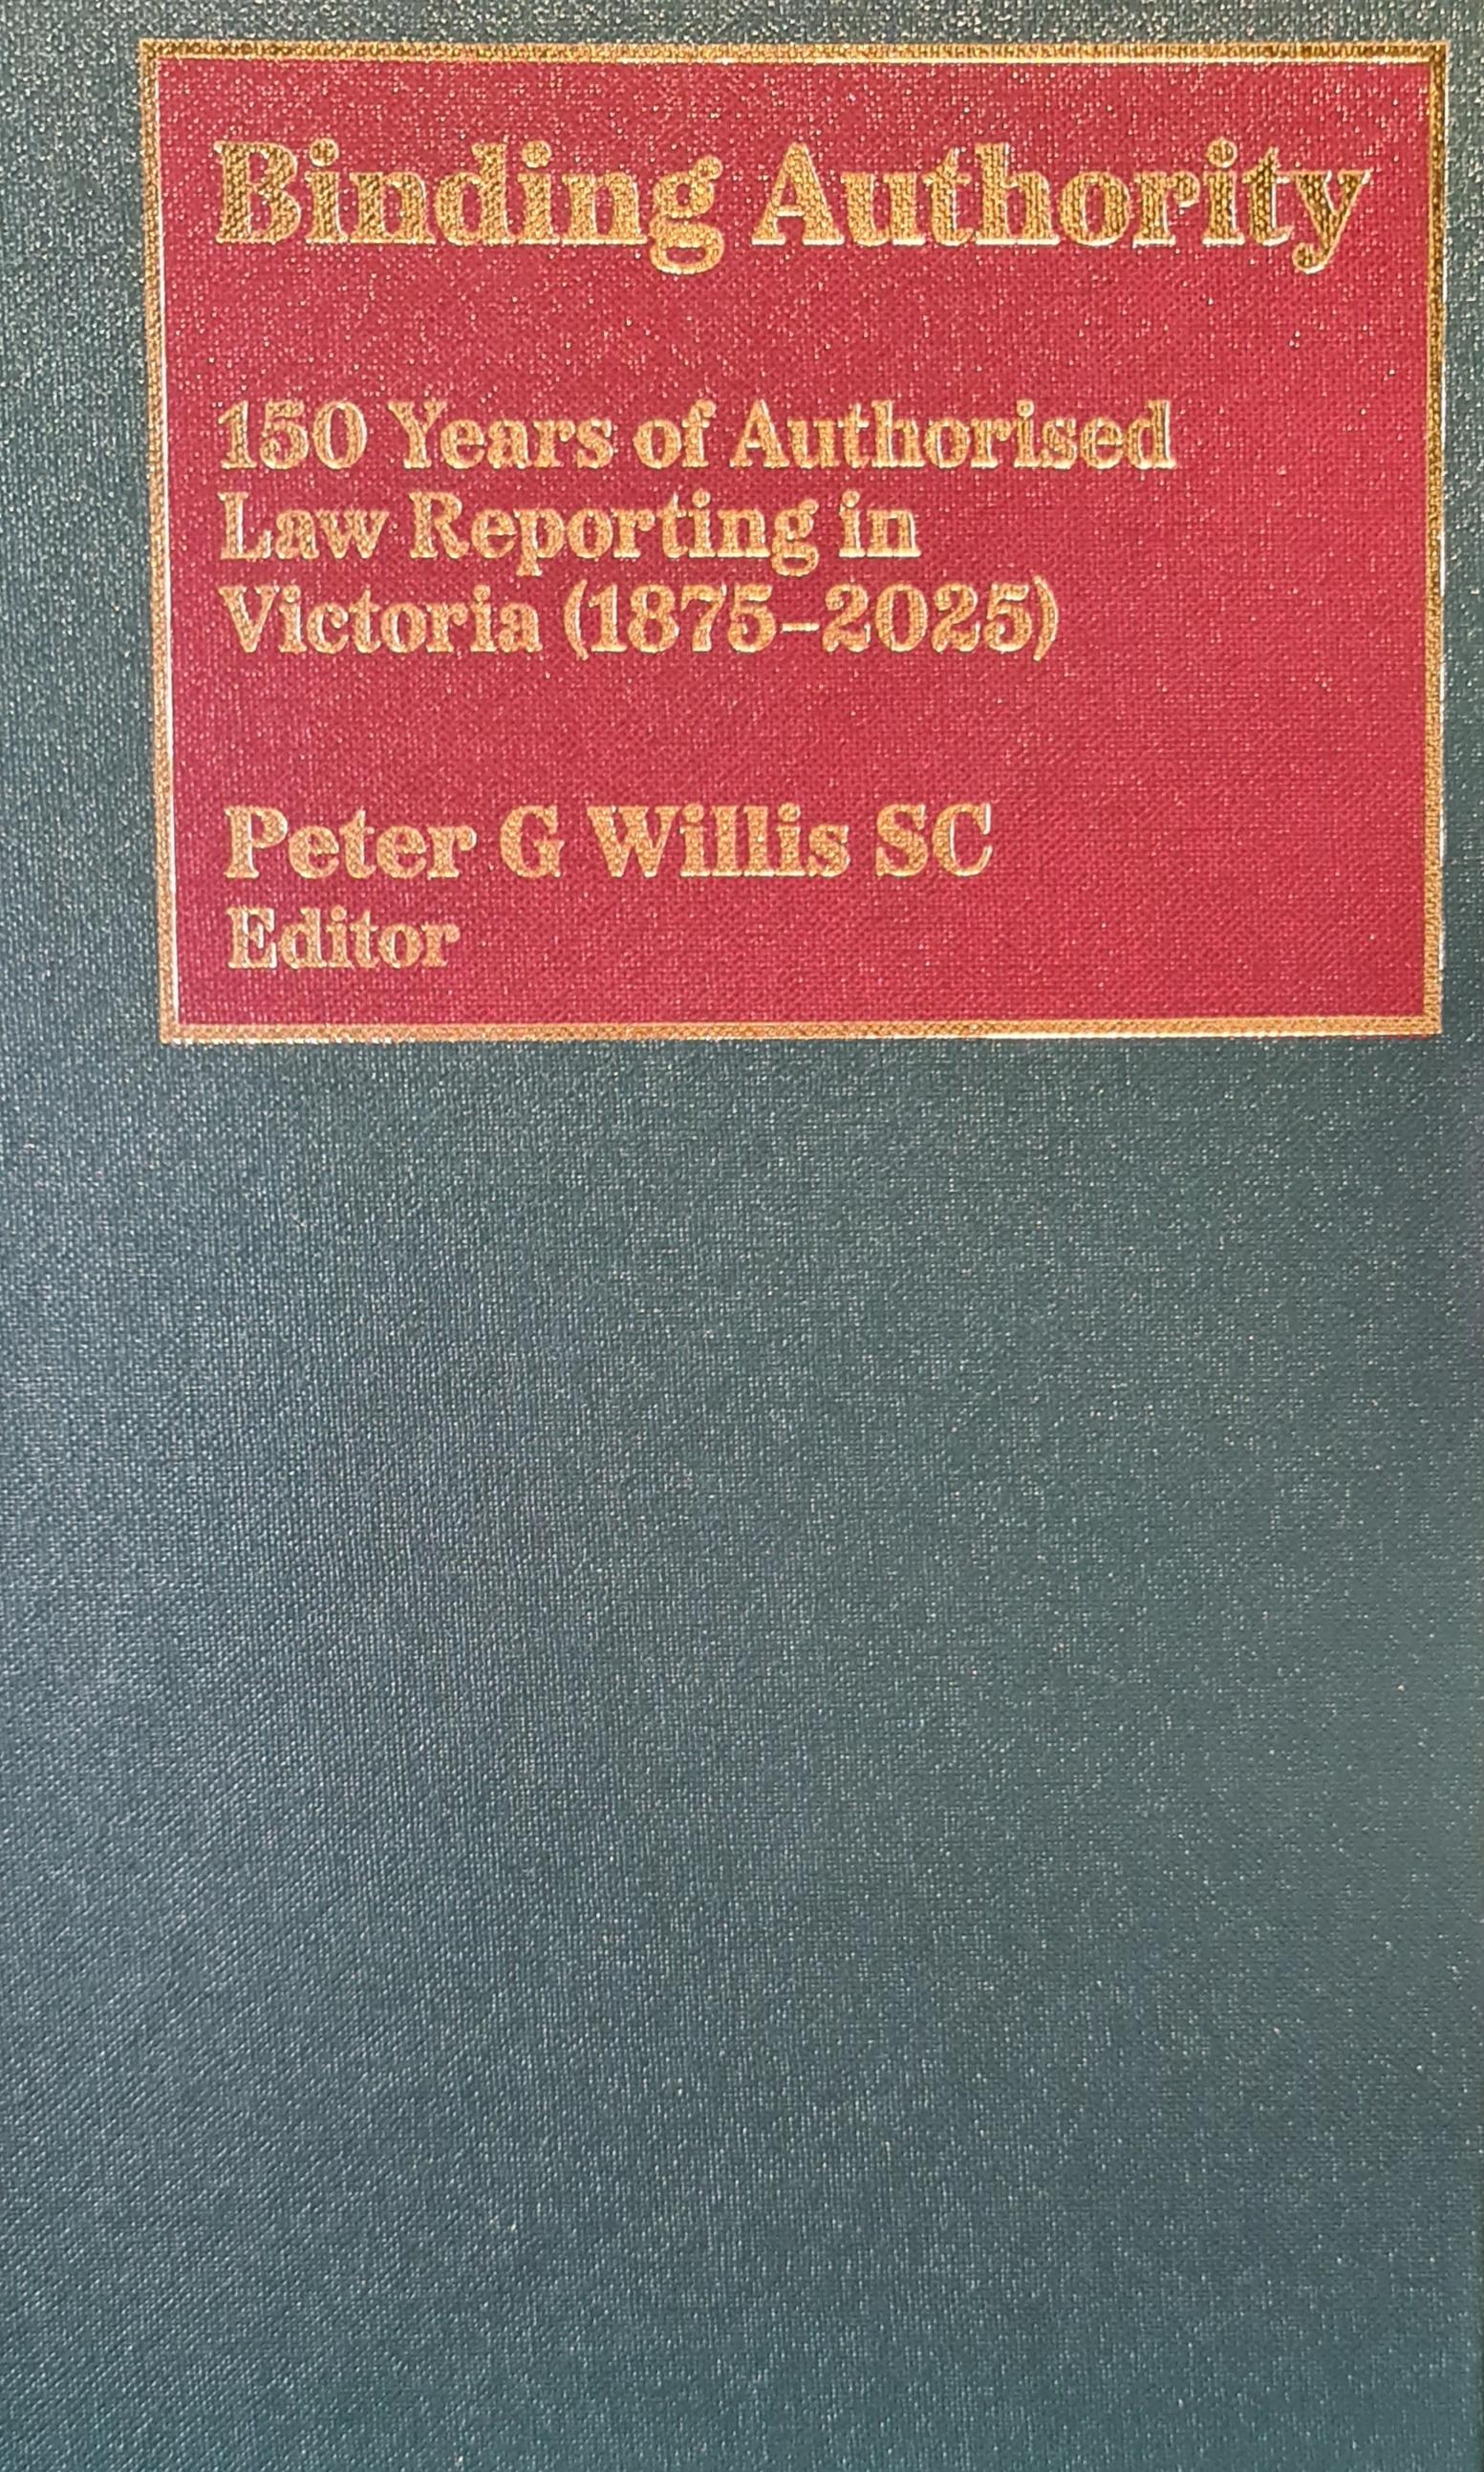 Binding Authority
150 Years of Authorised
Law Reporting in
Victoria (1875–2025)
Peter G Willis SC
Editor